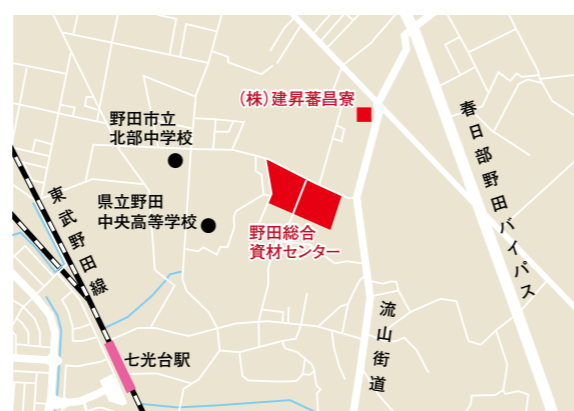 (株)建昇蕃昌寮
野田市立
北部中学校
春日部野田バイパス
東武野田線
県立野田
中央高等学校
野田総合
資材センター
流山街道
七光台駅